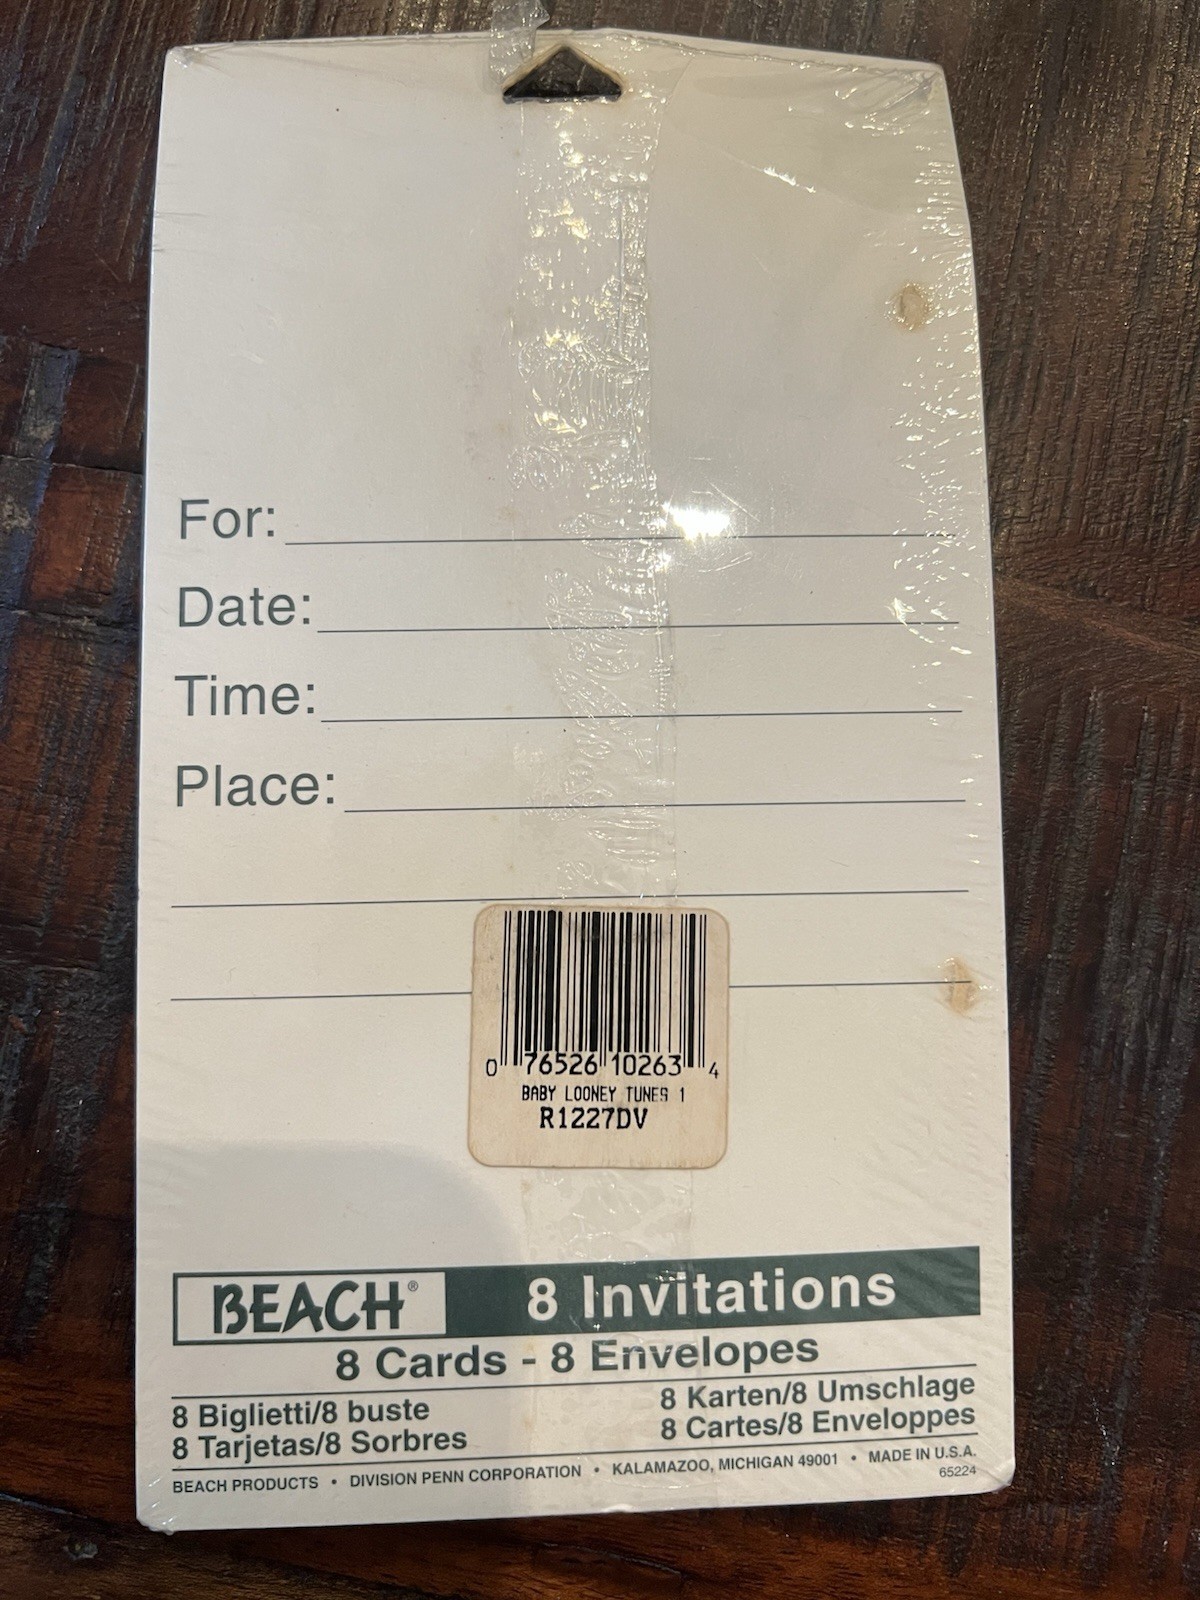 For:
Date:
Time:
Place:
0 76526 10263 4
BABY LOONEY TUNES 1
R1227DV
BEACH® 8 Invitations
8 Cards - 8 Envelopes
8 Biglietti/8 buste 8 Karten/8 Umschlage
8 Tarjetas/8 Sorbres 8 Cartes/8 Enveloppes
BEACH PRODUCTS • DIVISION PENN CORPORATION • KALAMAZOO, MICHIGAN 49001 • MADE IN U.S.A.
65224